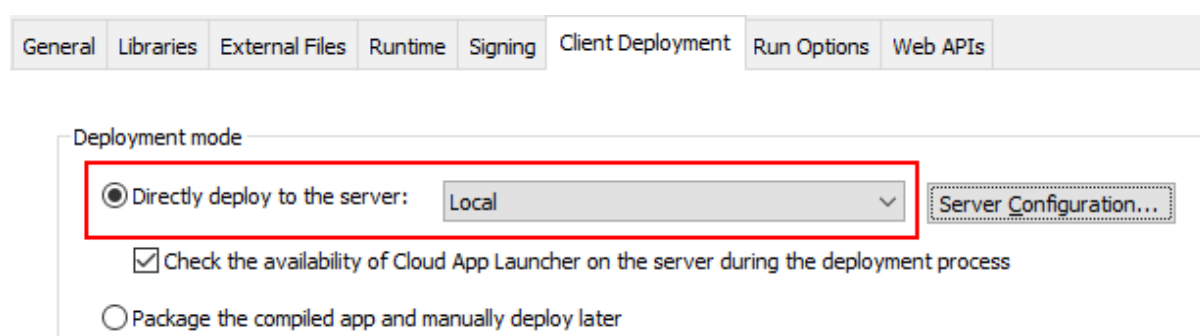 General Libraries External Files Runtime Signing Client Deployment Run Options Web APIs
Deployment mode
Directly deploy to the server: Local Server Configuration...
Check the availability of Cloud App Launcher on the server during the deployment process
Package the compiled app and manually deploy later